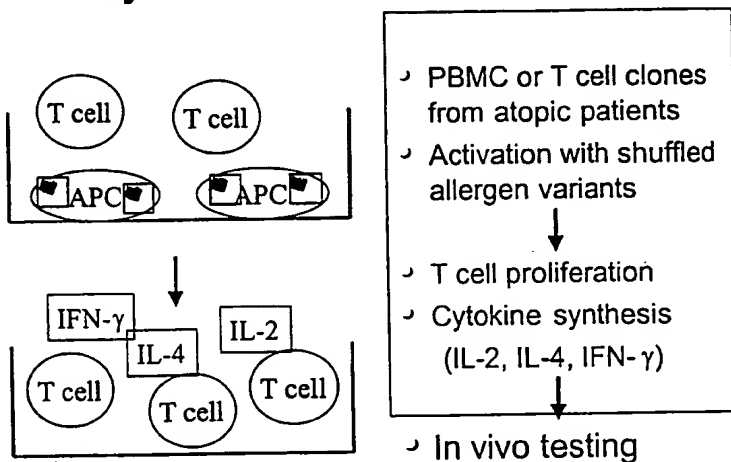 T cell
T cell
APC
APC
IFN-γ
IL-2
IL-4
T cell
T cell
T cell
PBMC or T cell clones
from atopic patients
Activation with shuffled
allergen variants
T cell proliferation
Cytokine synthesis
(IL-2, IL-4, IFN-γ)
In vivo testing